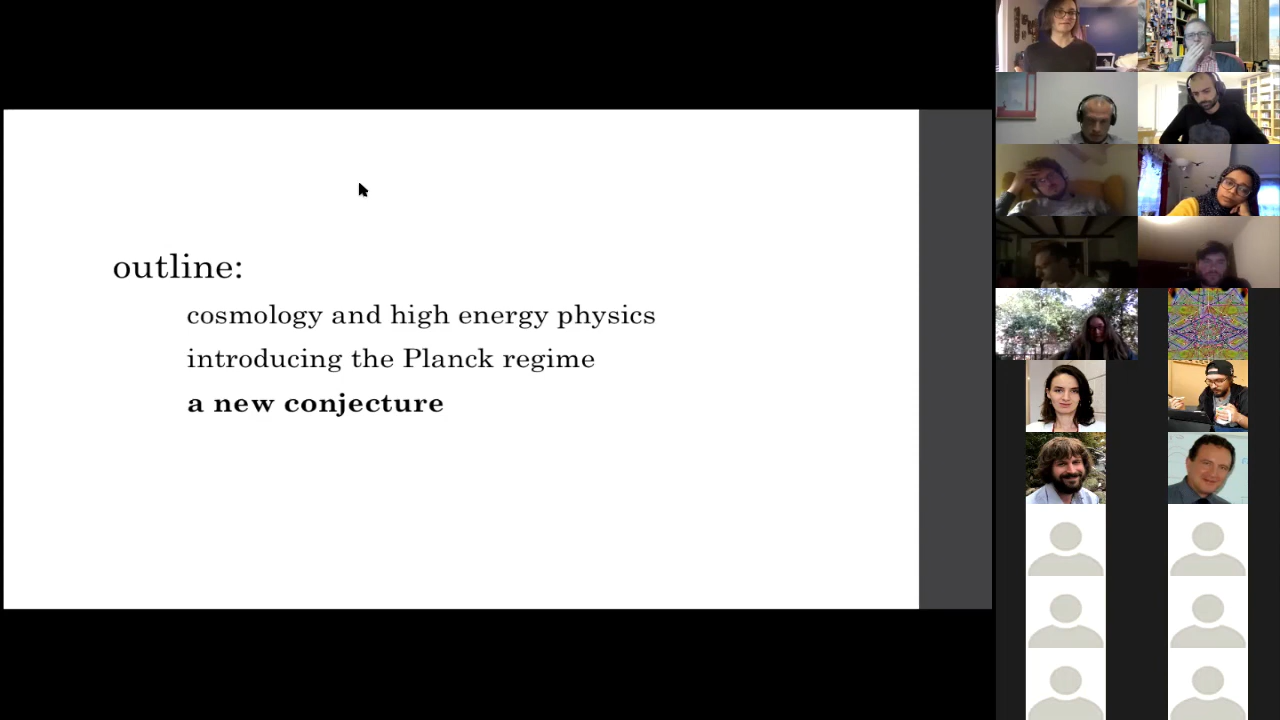 outline:
cosmology and high energy physics
introducing the Planck regime
a new conjecture